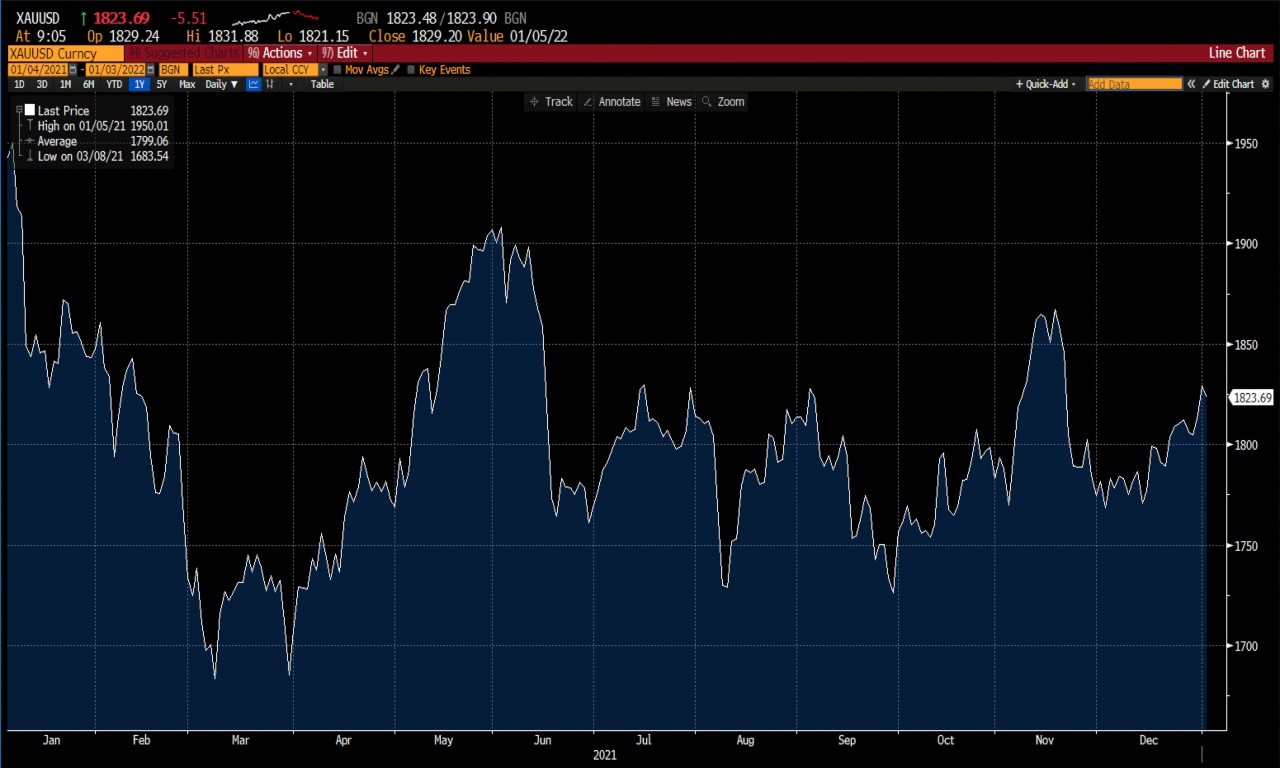 XAUUSD ↑ 1823.69 -5.51 BGN 1823.48/1823.90 BGN
At 9:05 Op 1829.24 Hi 1831.88 Lo 1821.15 Close 1829.20 Value 01/05/22
XAUUSD Curncy 98) Suggested Charts 96) Actions 97) Edit Line Chart
01/04/2021 - 01/03/2022 BGN Last Px Local CCY Mov Avgs Key Events
1D 3D 1M 6M YTD 1Y 5Y Max Daily ▼ Table + Quick-Add Add Data « Edit Chart
Track Annotate News Zoom
Last Price 1823.69
High on 01/05/21 1950.01
Average 1799.06
Low on 03/08/21 1683.54
1950
1900
1850
1823.69
1800
1750
1700
Jan Feb Mar Apr May Jun Jul Aug Sep Oct Nov Dec
2021